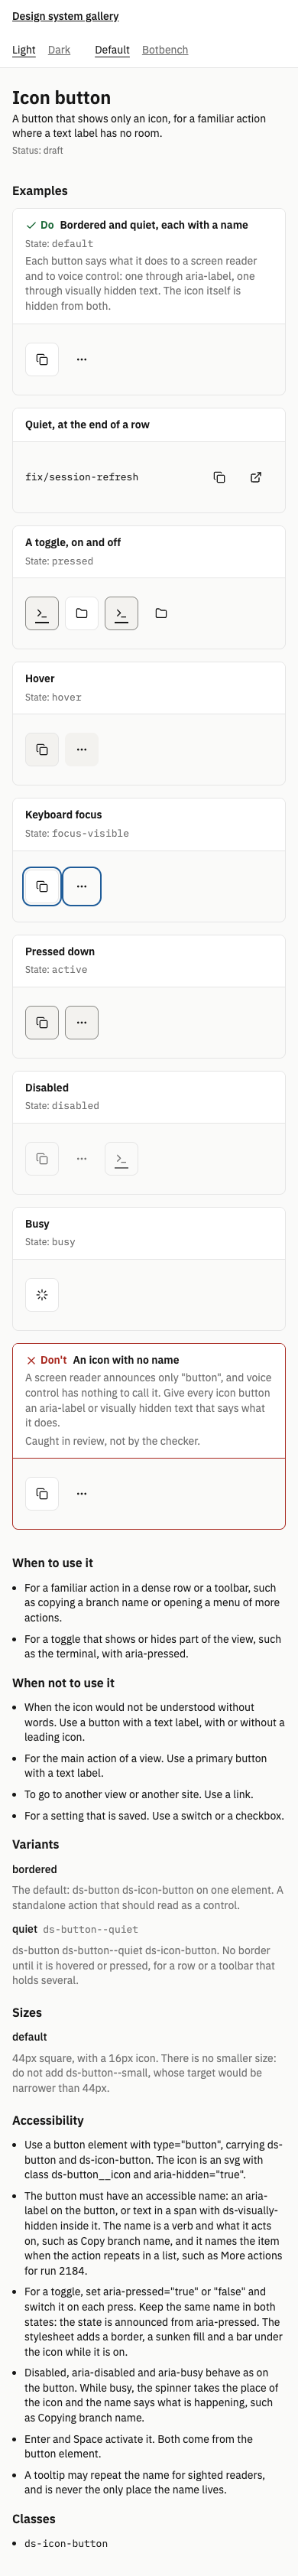 Design system gallery
Light Dark Default Botbench
Icon button
A button that shows only an icon, for a familiar action
where a text label has no room.
Status: draft
Examples
Do Bordered and quiet, each with a name
State: default
Each button says what it does to a screen reader
and to voice control: one through aria-label, one
through visually hidden text. The icon itself is
hidden from both.
Quiet, at the end of a row
fix/session-refresh
A toggle, on and off
State: pressed
Hover
State: hover
Keyboard focus
State: focus-visible
Pressed down
State: active
Disabled
State: disabled
Busy
State: busy
Don't An icon with no name
A screen reader announces only "button", and voice
control has nothing to call it. Give every icon button
an aria-label or visually hidden text that says what
it does.
Caught in review, not by the checker.
When to use it
• For a familiar action in a dense row or a toolbar, such
as copying a branch name or opening a menu of more
actions.
• For a toggle that shows or hides part of the view, such
as the terminal, with aria-pressed.
When not to use it
• When the icon would not be understood without
words. Use a button with a text label, with or without a
leading icon.
• For the main action of a view. Use a primary button
with a text label.
• To go to another view or another site. Use a link.
• For a setting that is saved. Use a switch or a checkbox.
Variants
bordered
The default: ds-button ds-icon-button on one element. A
standalone action that should read as a control.
quiet ds-button--quiet
ds-button ds-button--quiet ds-icon-button. No border
until it is hovered or pressed, for a row or a toolbar that
holds several.
Sizes
default
44px square, with a 16px icon. There is no smaller size:
do not add ds-button--small, whose target would be
narrower than 44px.
Accessibility
• Use a button element with type="button", carrying ds-
button and ds-icon-button. The icon is an svg with
class ds-button__icon and aria-hidden="true".
• The button must have an accessible name: an aria-
label on the button, or text in a span with ds-visually-
hidden inside it. The name is a verb and what it acts
on, such as Copy branch name, and it names the item
when the action repeats in a list, such as More actions
for run 2184.
• For a toggle, set aria-pressed="true" or "false" and
switch it on each press. Keep the same name in both
states: the state is announced from aria-pressed. The
stylesheet adds a border, a sunken fill and a bar under
the icon while it is on.
• Disabled, aria-disabled and aria-busy behave as on
the button. While busy, the spinner takes the place of
the icon and the name says what is happening, such
as Copying branch name.
• Enter and Space activate it. Both come from the
button element.
• A tooltip may repeat the name for sighted readers,
and is never the only place the name lives.
Classes
• ds-icon-button